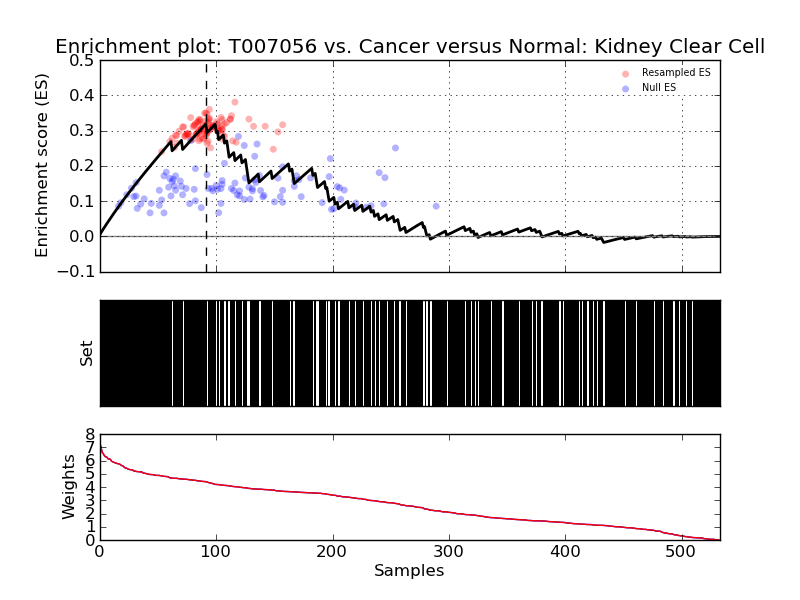 Enrichment plot: T007056 vs. Cancer versus Normal: Kidney Clear Cell
Enrichment score (ES)
0.5
0.4
0.3
0.2
0.1
0.0
−0.1
Resampled ES
Null ES
Set
Weights
8
7
6
5
4
3
2
1
0
0 100 200 300 400 500
Samples